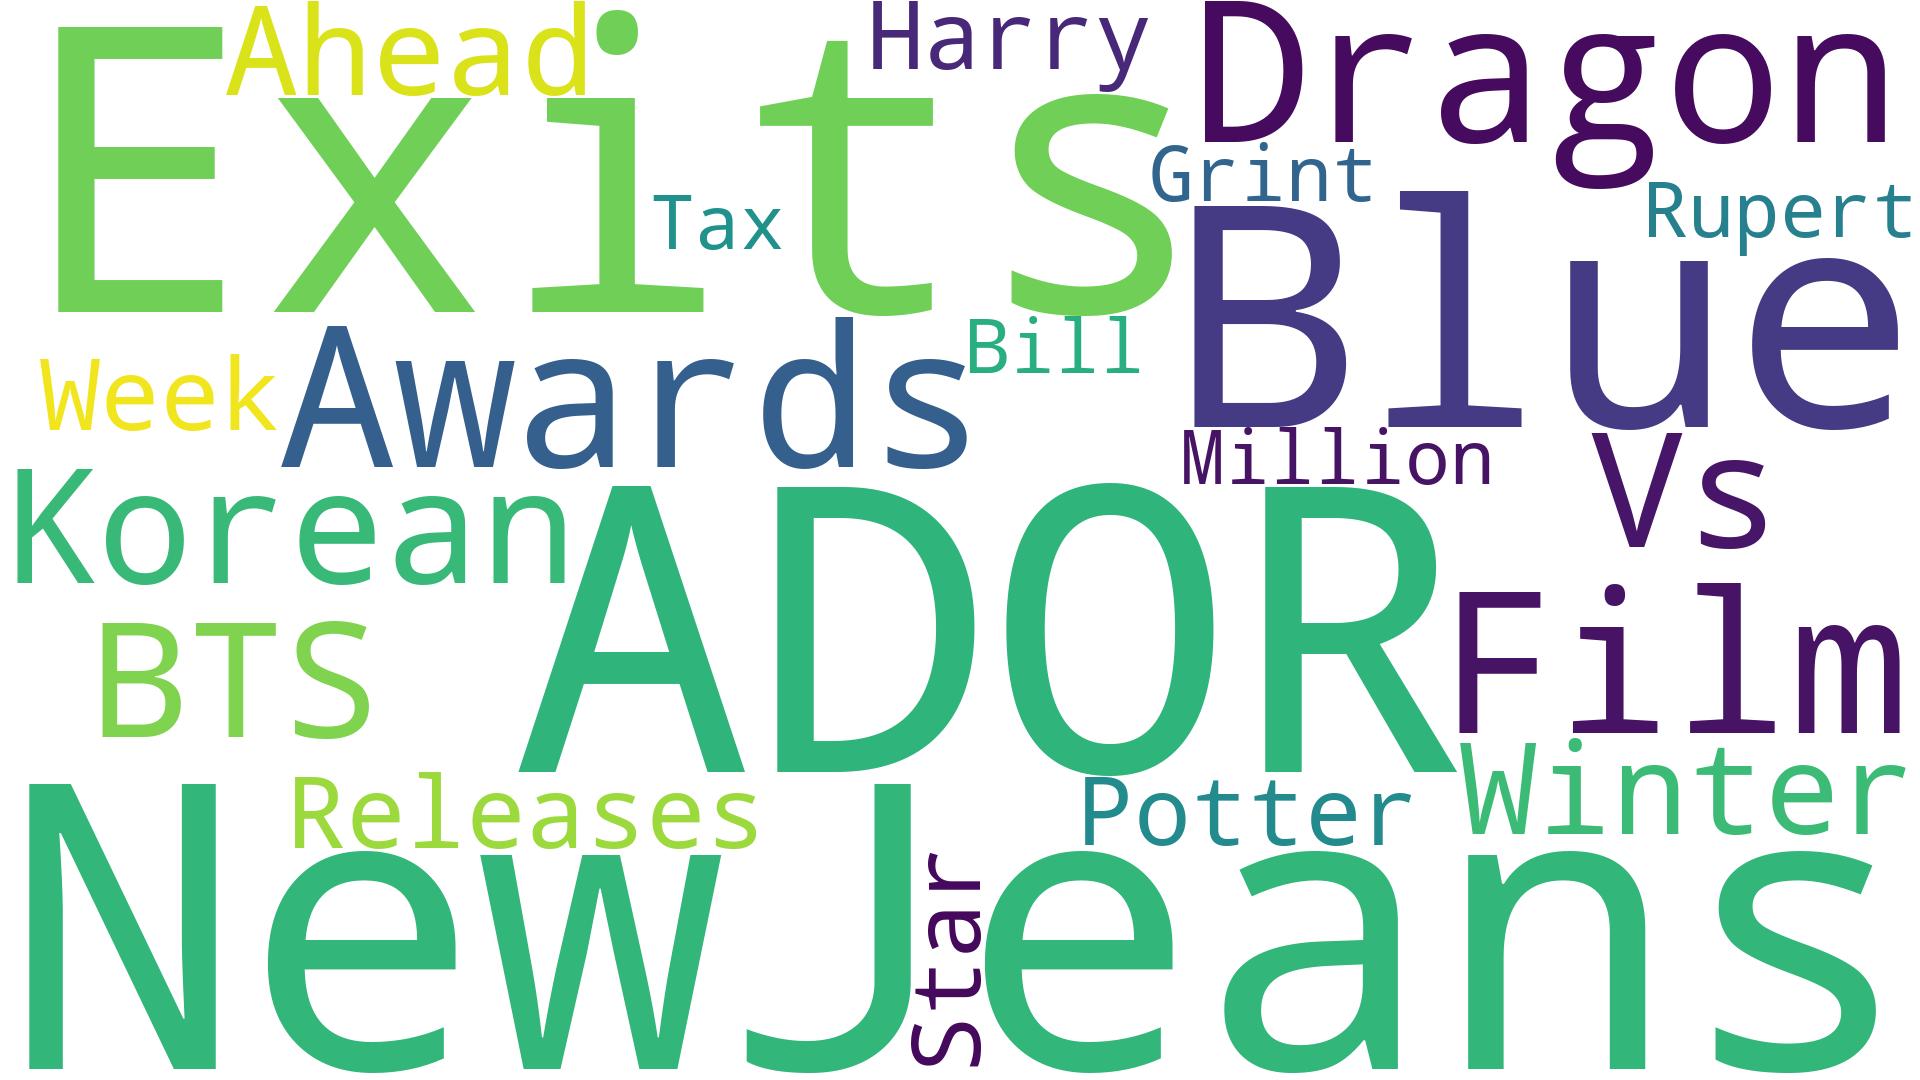 Ahead
Harry
Dragon
Exits
Grint
Rupert
Tax
Blue
Bill
Week
Awards
Million
Vs
Korean
ADOR
Film
BTS
Winter
Releases
Potter
NewJeans
Star